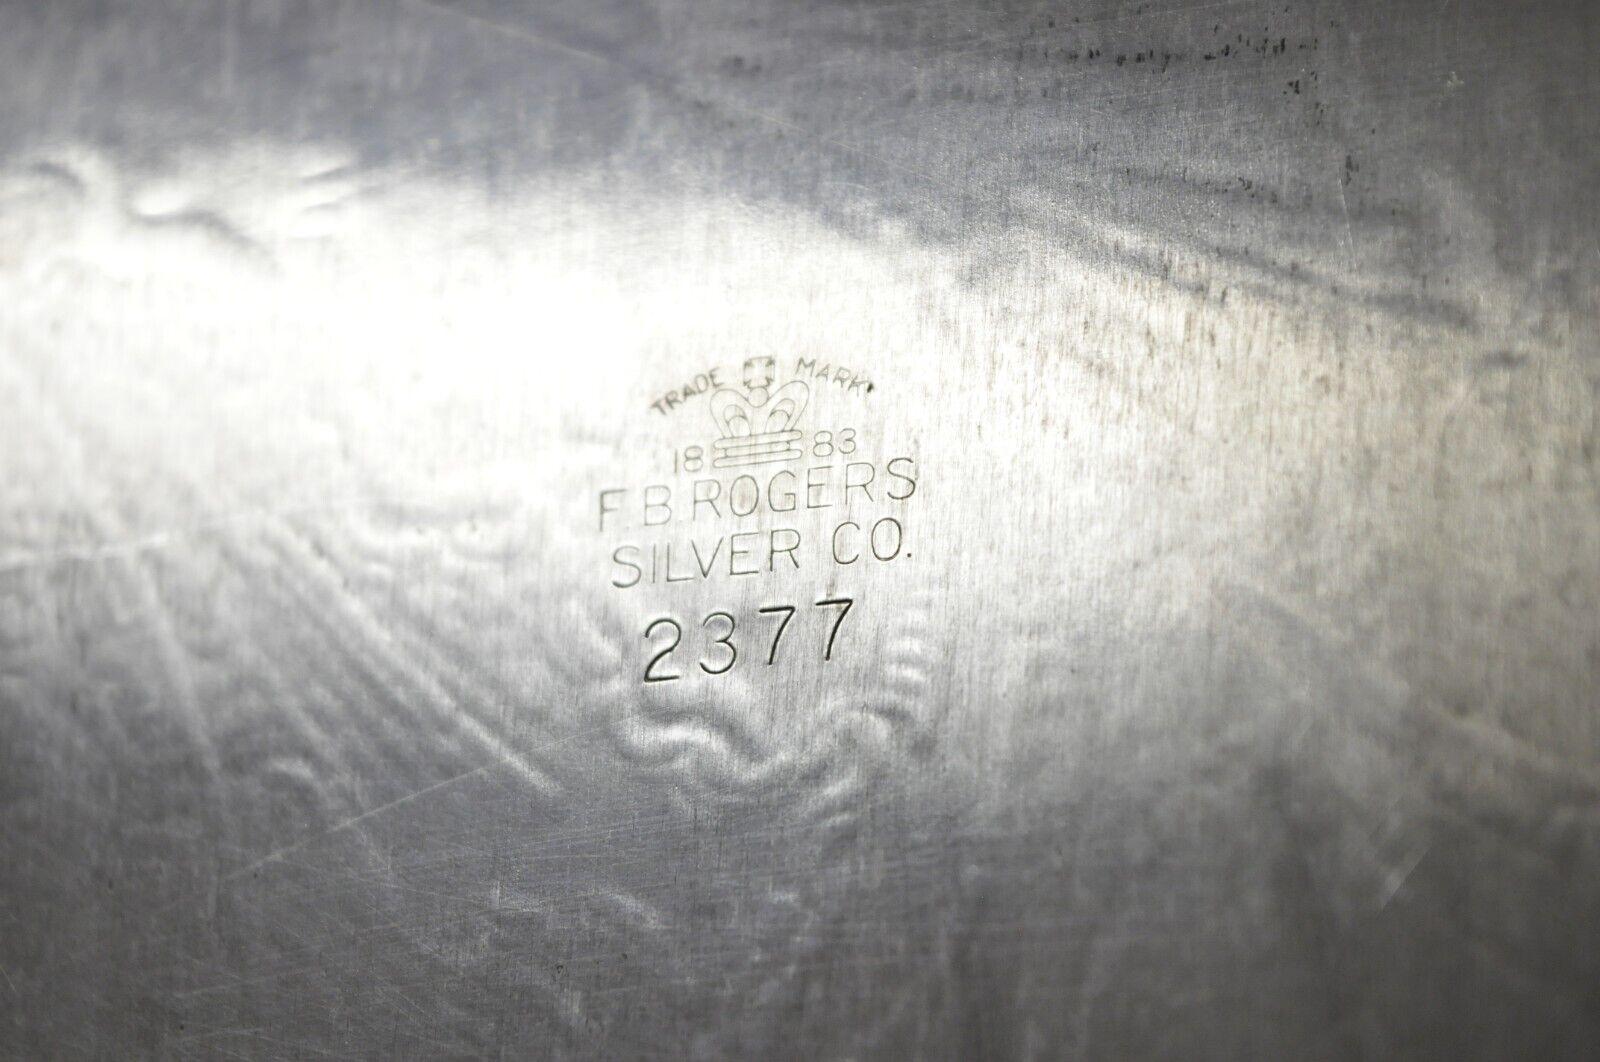 TRADE MARK
18 83
F.B. ROGERS
SILVER CO.
2377